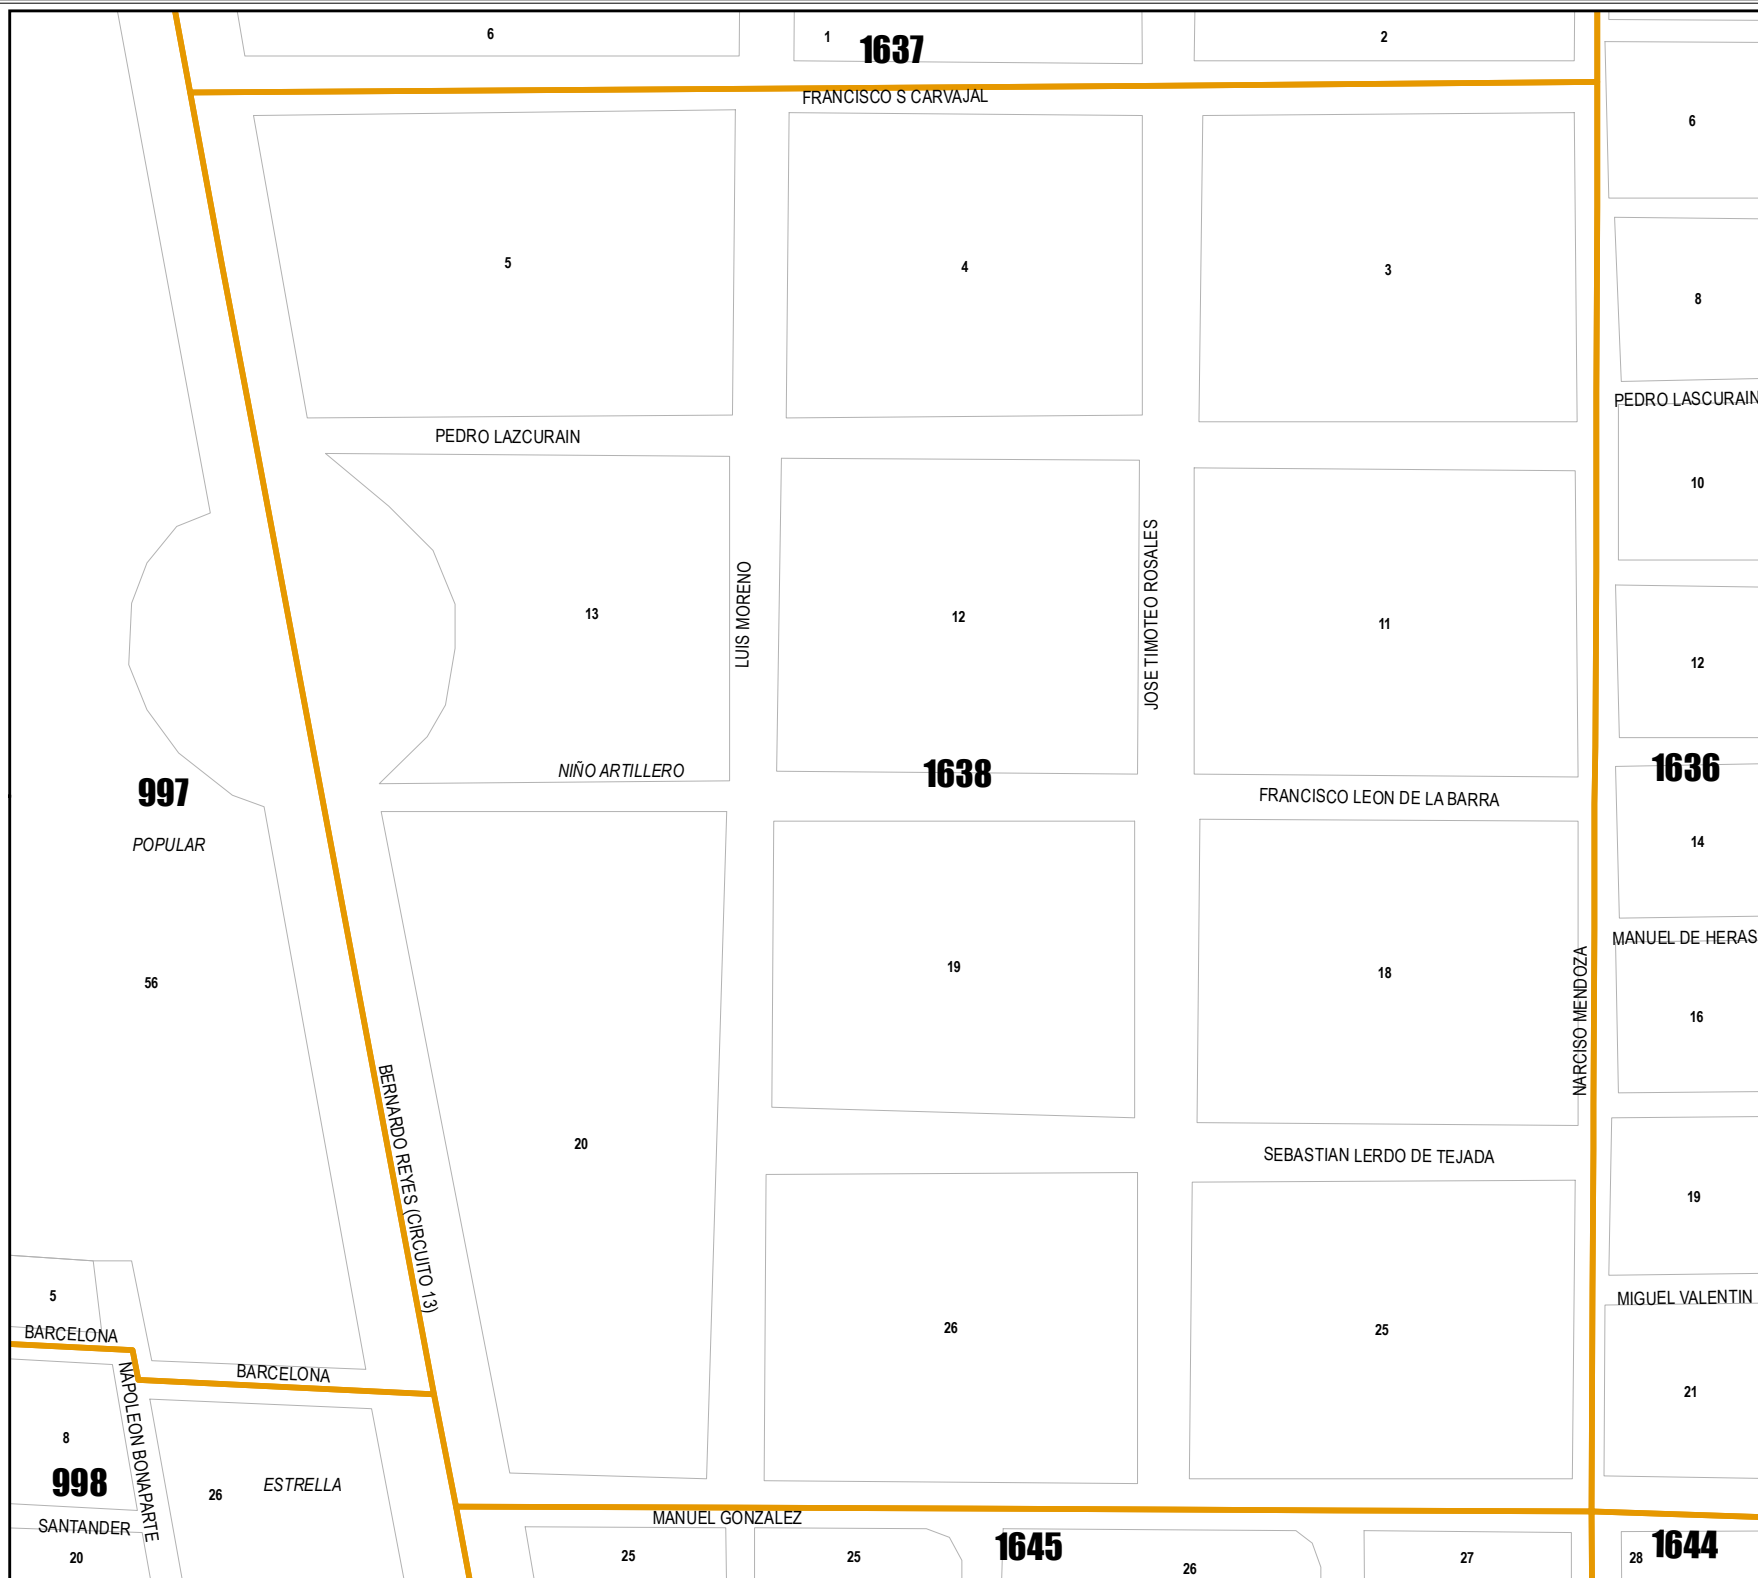 6
1
1637
2
FRANCISCO S CARVAJAL
6
5
4
3
8
PEDRO LASCURAIN
PEDRO LAZCURAIN
10
13
LUIS MORENO
12
JOSE TIMOTEO ROSALES
11
12
NIÑO ARTILLERO
1638
1636
997
FRANCISCO LEON DE LA BARRA
POPULAR
14
MANUEL DE HERAS
56
19
18
NARCISO MENDOZA
16
BERNARDO REYES (CIRCUITO 13)
20
SEBASTIAN LERDO DE TEJADA
19
5
MIGUEL VALENTIN
BARCELONA
26
25
BARCELONA
NAPOLEON BONAPARTE
21
8
998
26
ESTRELLA
SANTANDER
MANUEL GONZALEZ
20
25
25
1645
26
27
28
1644